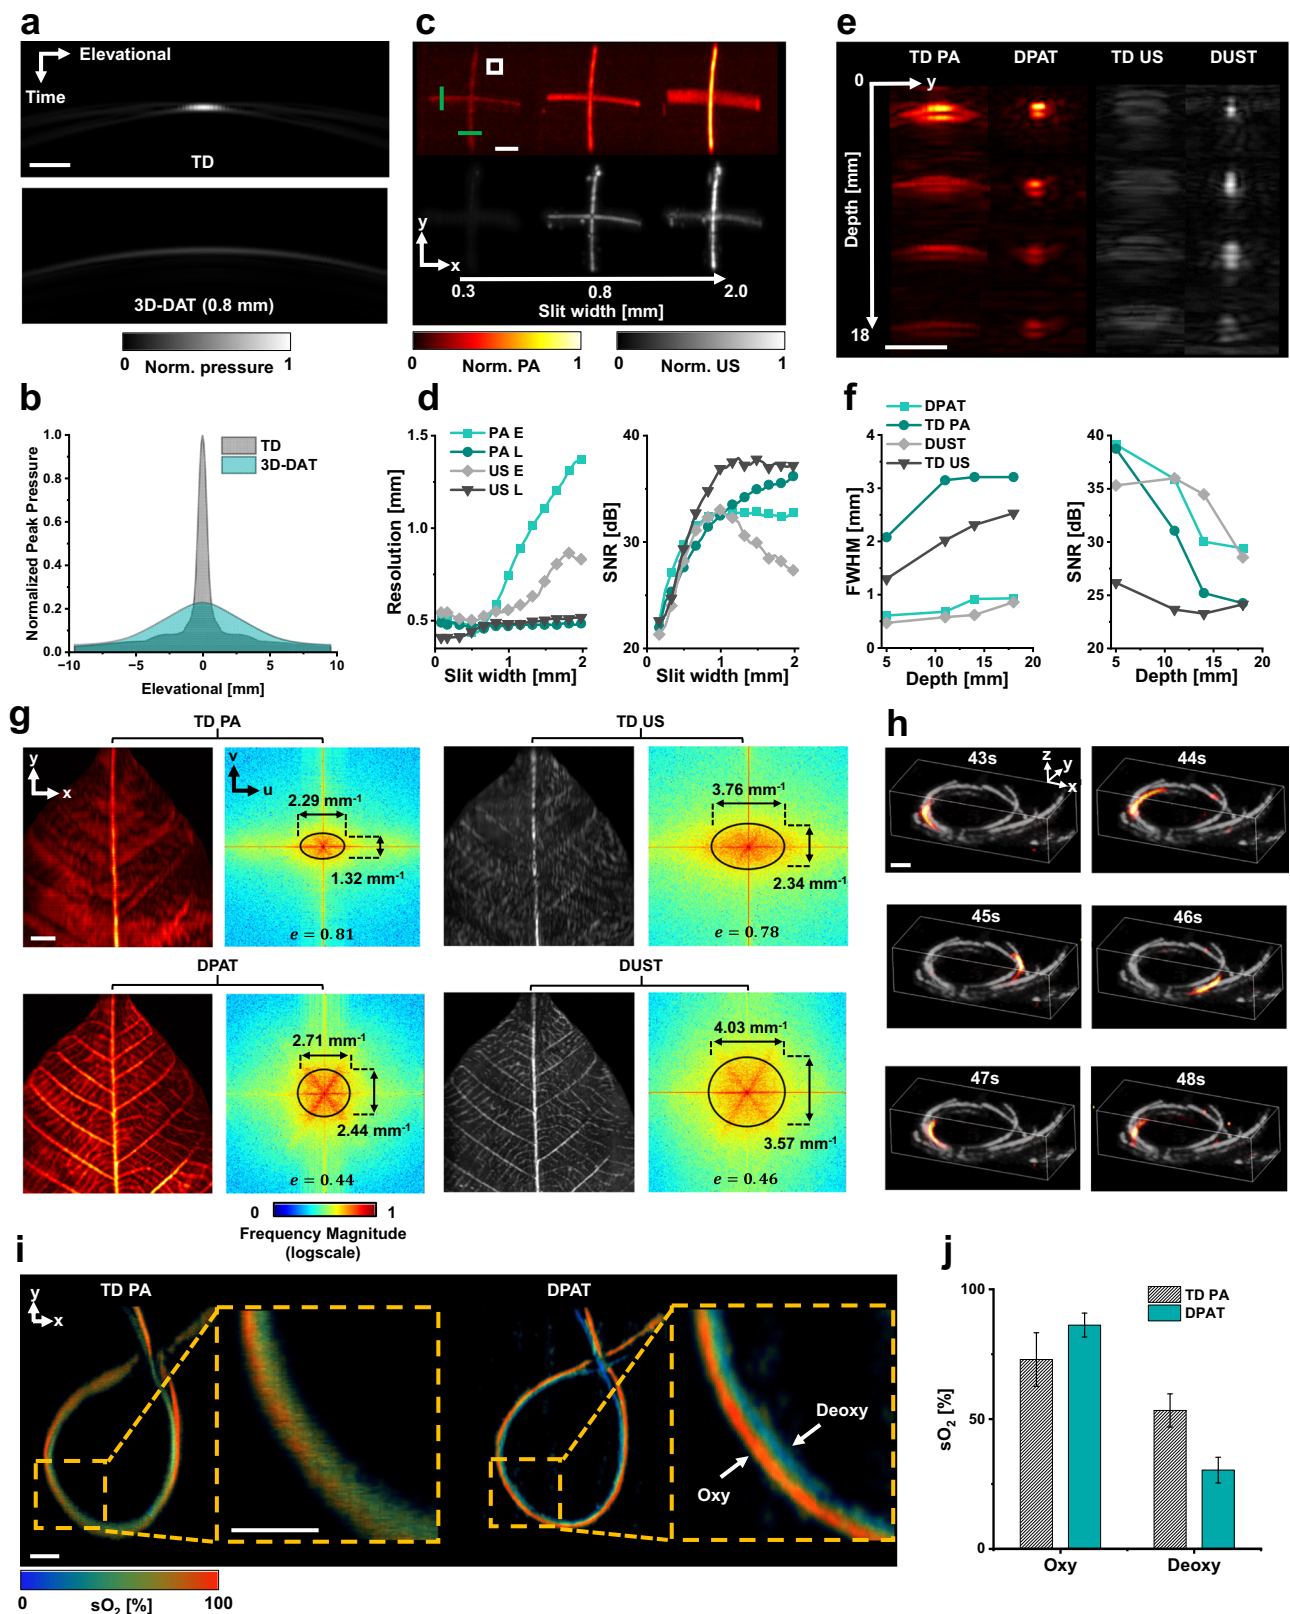 a
Elevational
Time
TD
3D-DAT (0.8 mm)
0 1
Norm. pressure
b
Normalized Peak Pressure
1.0
0.8
0.6
0.4
0.2
0.0
TD
3D-DAT
−10 −5 0 5 10
Elevational [mm]
c
y
x
0.3 0.8 2.0
Slit width [mm]
0 1
Norm. PA
0 1
Norm. US
d
PA E
PA L
US E
US L
Resolution [mm]
1.5
1.0
0.5
0 1 2
Slit width [mm]
SNR [dB]
40
30
20
0 1 2
Slit width [mm]
e
TD PA DPAT TD US DUST
0
y
Depth [mm]
18
f
DPAT
TD PA
DUST
TD US
FWHM [mm]
4
3
2
1
0
5 10 15 20
Depth [mm]
SNR [dB]
40
35
30
25
20
5 10 15 20
Depth [mm]
g
TD PA
y
x
v
u
2.29 mm⁻¹
1.32 mm⁻¹
e = 0.81
TD US
3.76 mm⁻¹
2.34 mm⁻¹
e = 0.78
DPAT
2.71 mm⁻¹
2.44 mm⁻¹
e = 0.44
DUST
4.03 mm⁻¹
3.57 mm⁻¹
e = 0.46
0 1
Frequency Magnitude
(logscale)
h
43s
z
y
x
44s
45s
46s
47s
48s
i
TD PA
y
x
DPAT
Deoxy
Oxy
0 100
sO₂ [%]
j
TD PA
DPAT
sO₂ [%]
100
50
0
Oxy Deoxy